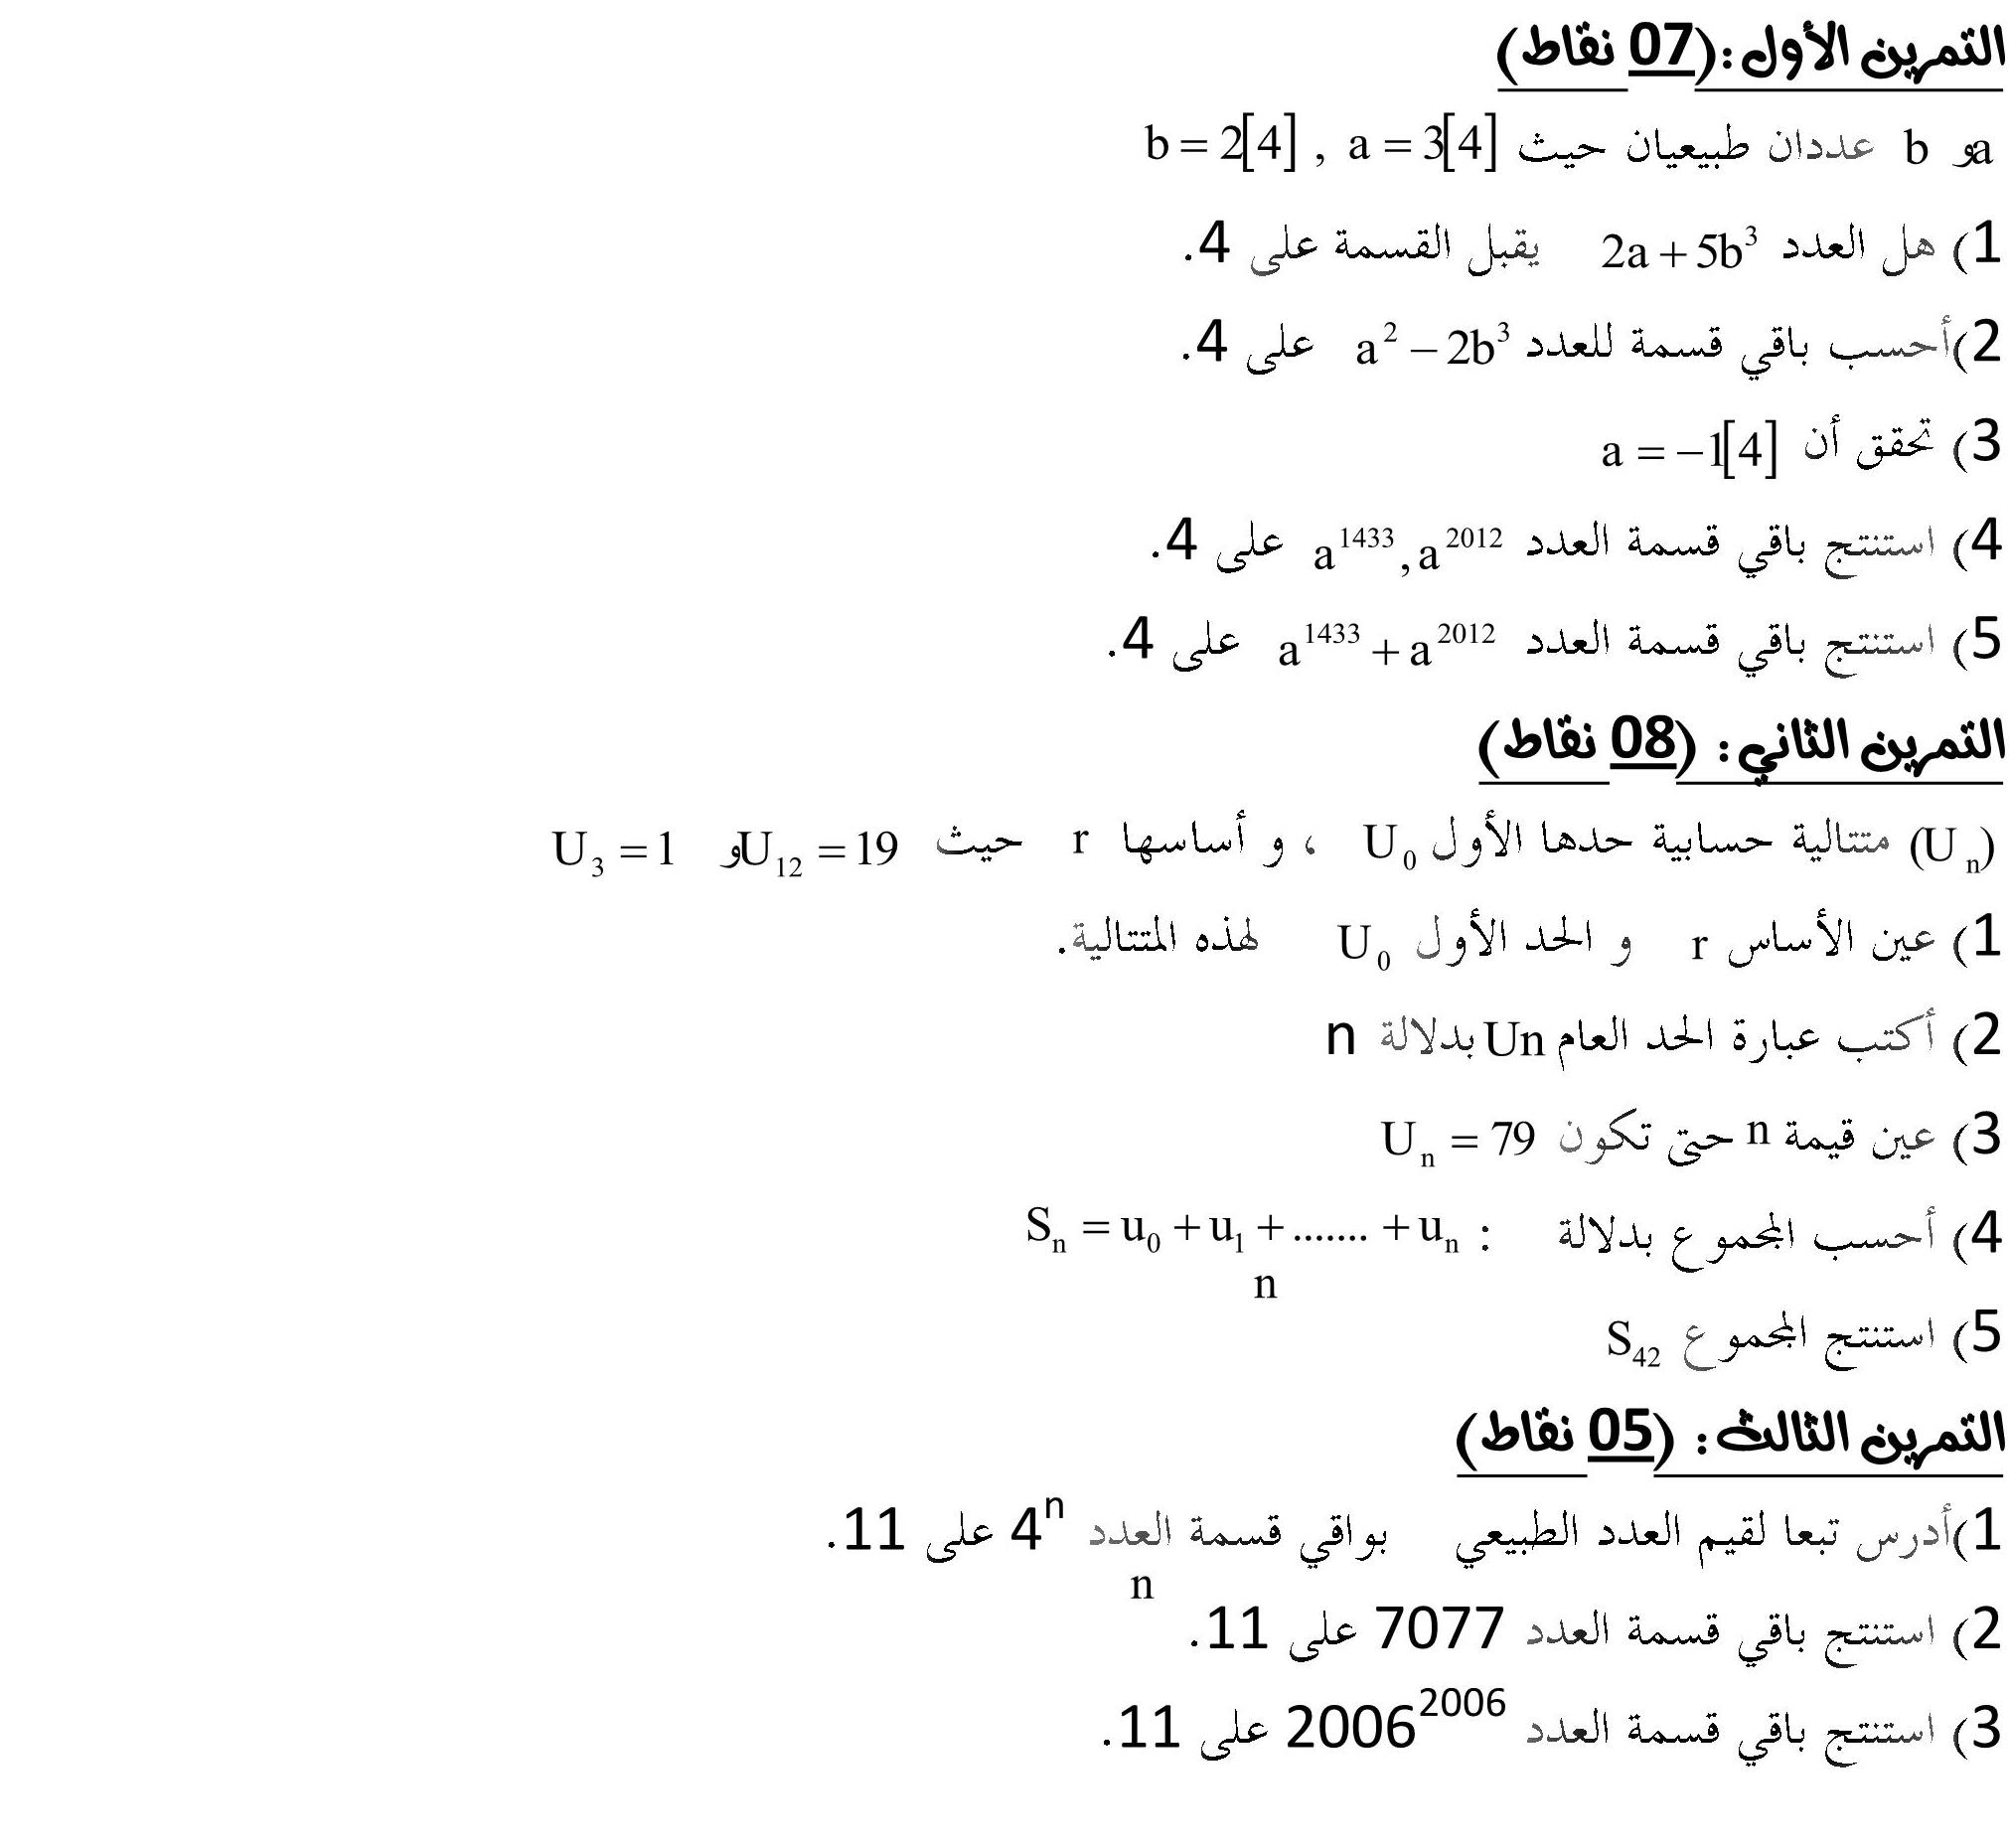 التمرين الأول :(07 نقاط)
a و b عددان طبيعيان حيث a = 3[4] , b = 2[4]
1) هل العدد 2a + 5b³ يقبل القسمة على 4.
2)أحسب باقي قسمة للعدد a² − 2b³ على 4.
3) تحقق أن a = −1[4]
4) استنتج باقي قسمة العدد a¹⁴³³, a²⁰¹² على 4.
5) استنتج باقي قسمة العدد a¹⁴³³ + a²⁰¹² على 4.
التمرين الثاني : (08 نقاط)
(Uₙ) متتالية حسابية حدها الأول U₀ ، و أساسها r حيث U₁₂ = 19 و U₃ = 1
1) عين الأساس r و الحد الأول U₀ لهذه المتتالية.
2) أكتب عبارة الحد العام Un بدلالة n
3) عين قيمة n حتى تكون Uₙ = 79
4) أحسب المجموع بدلالة : Sₙ = u₀ + u₁ + ....... + uₙ
n
5) استنتج المجموع S₄₂
التمرين الثالث : (05 نقاط)
1)أدرس تبعا لقيم العدد الطبيعي بواقي قسمة العدد 4ⁿ على 11.
n
2) استنتج باقي قسمة العدد 7077 على 11.
3) استنتج باقي قسمة العدد 2006²⁰⁰⁶ على 11.